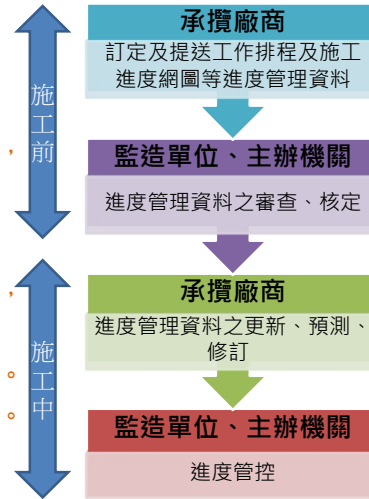 施工前
承攬廠商
訂定及提送工作排程及施工
進度網圖等進度管理資料
，
監造單位、主辦機關
進度管理資料之審查、核定
施工中
承攬廠商
，
進度管理資料之更新、預測、
修訂
。
。
監造單位、主辦機關
進度管控